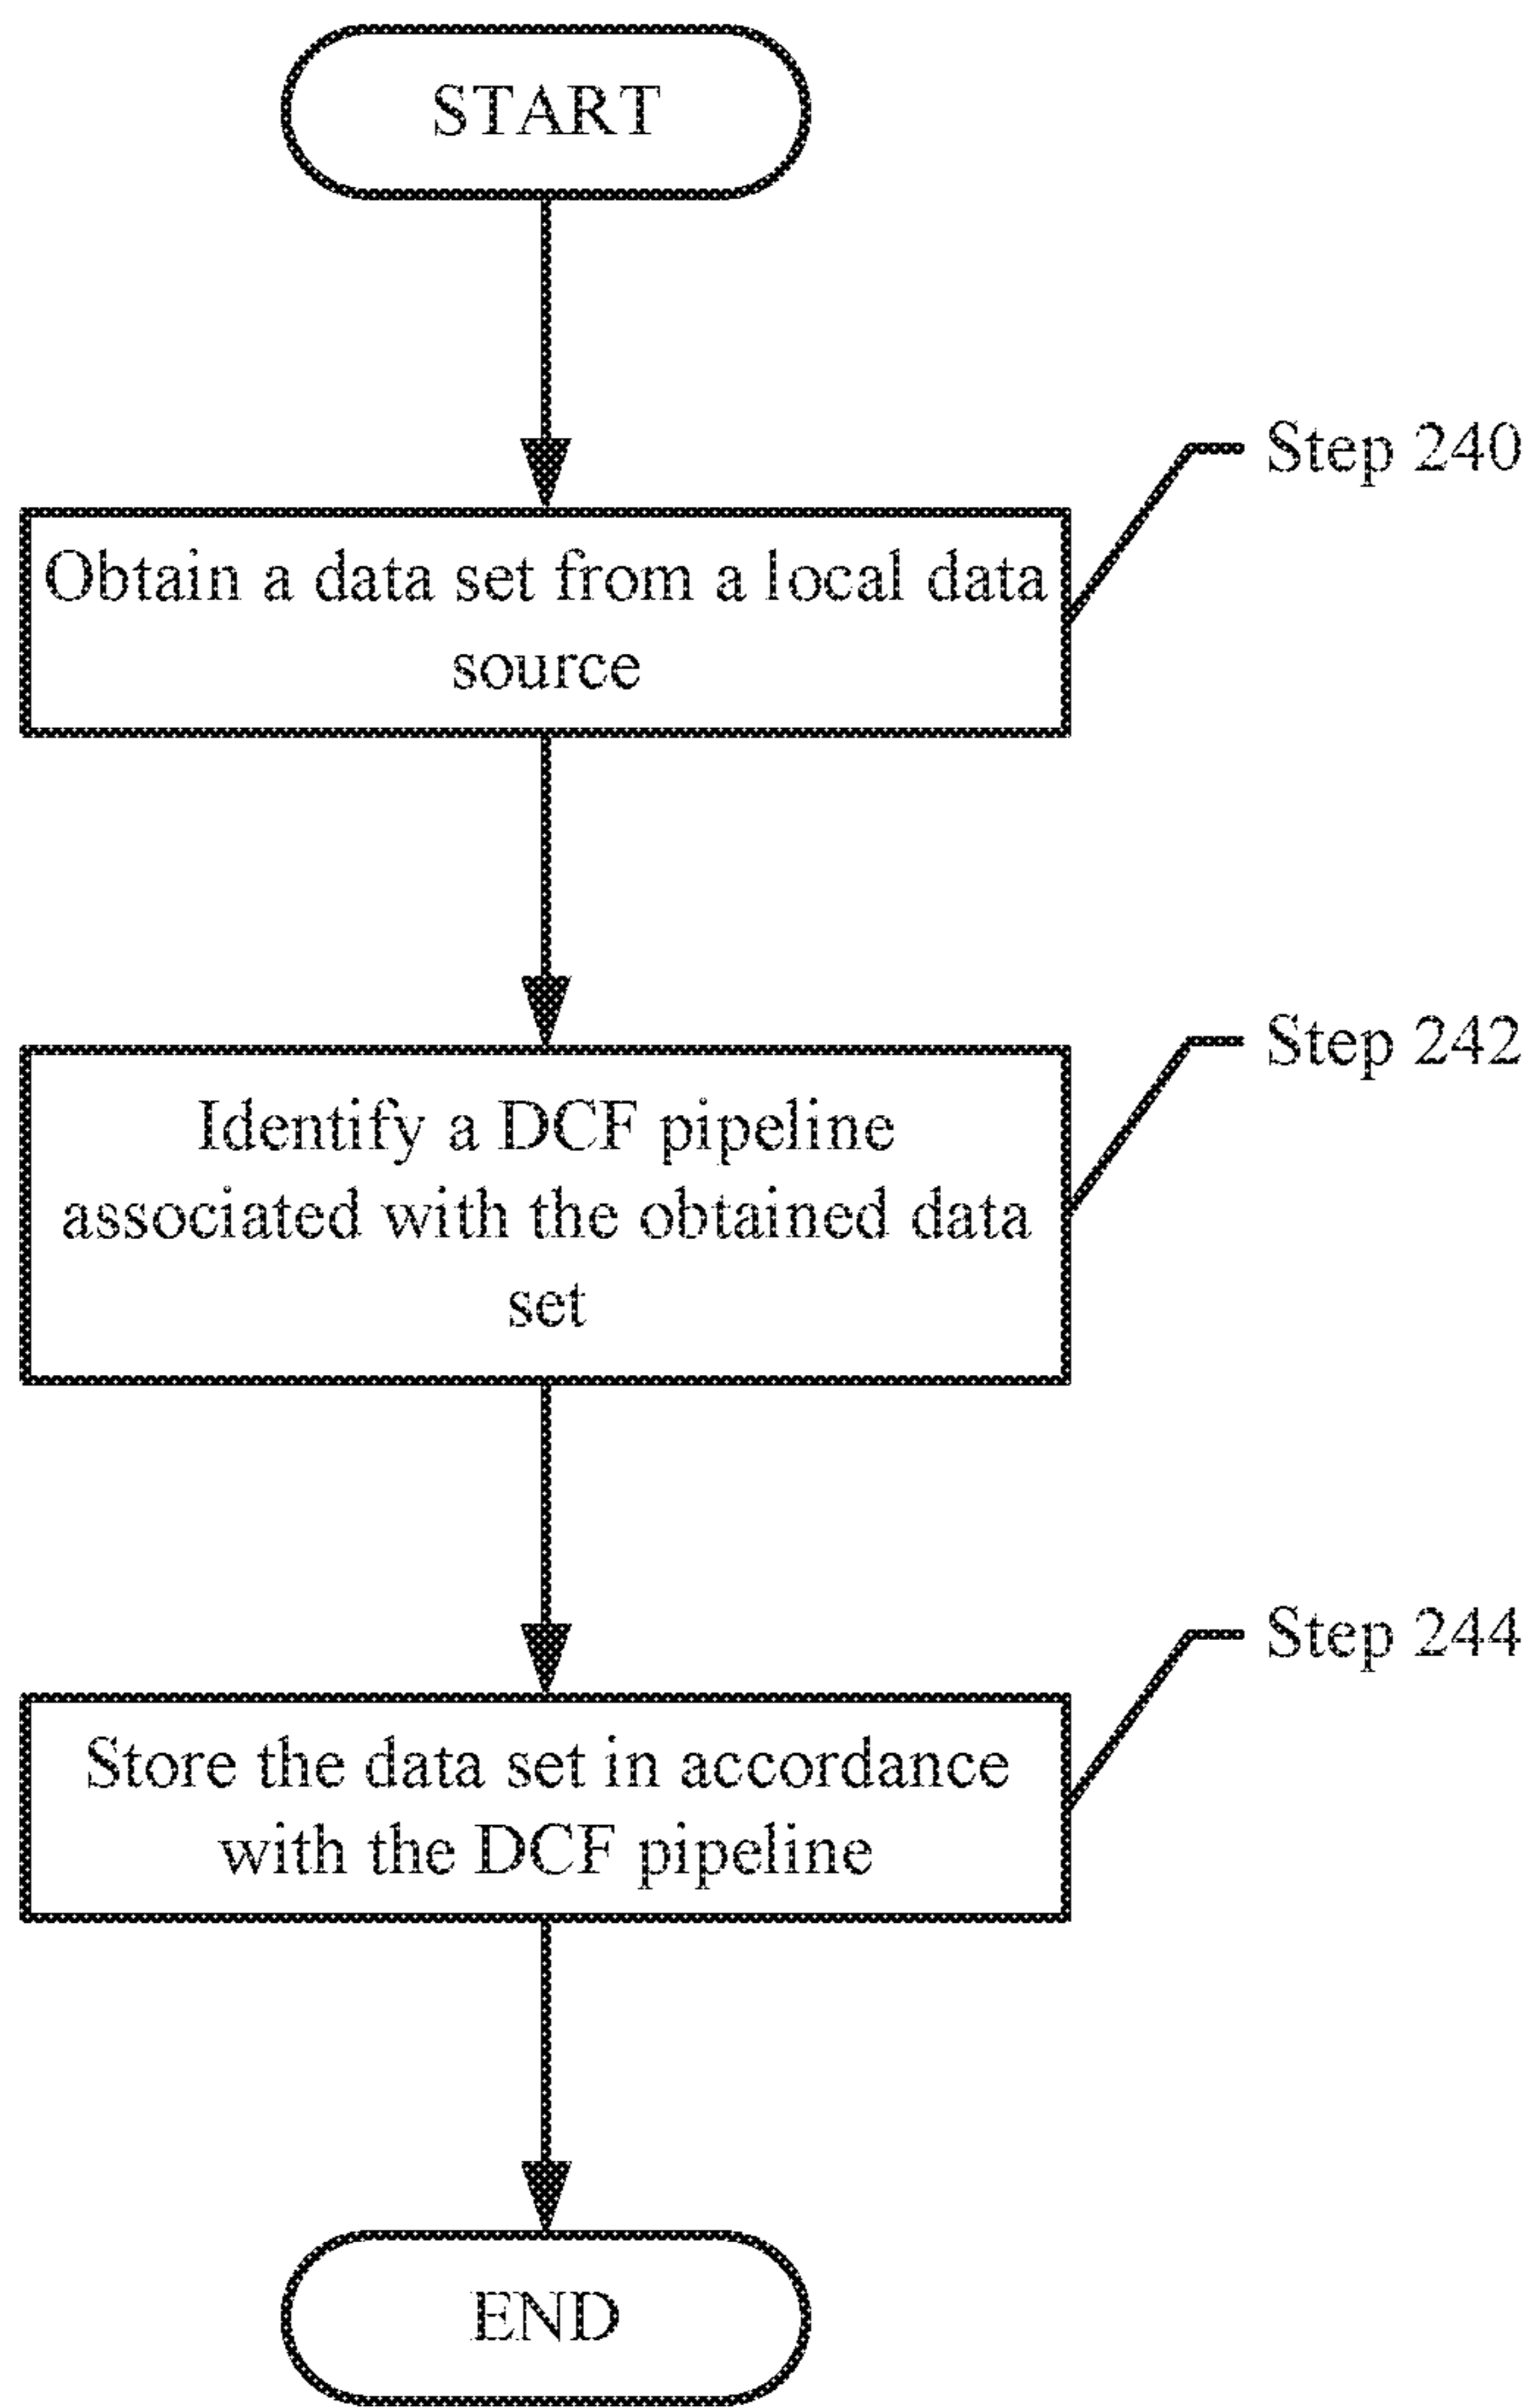 START
Step 240
Obtain a data set from a local data
source
Step 242
Identify a DCF pipeline
associated with the obtained data
set
Step 244
Store the data set in accordance
with the DCF pipeline
END